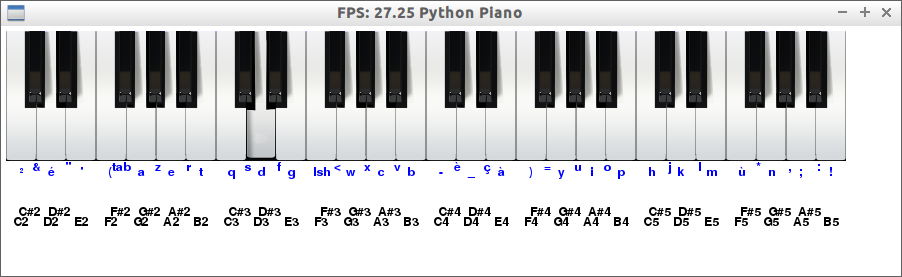 FPS: 27.25 Python Piano
² & é " ' ( tab a z e r t q s d f g lsh < w x c v b - è _ ç à ) = y u i o p h j k l m ù * n , ; : !
C#2 D#2 F#2 G#2 A#2 C#3 D#3 F#3 G#3 A#3 C#4 D#4 F#4 G#4 A#4 C#5 D#5 F#5 G#5 A#5
C2 D2 E2 F2 G2 A2 B2 C3 D3 E3 F3 G3 A3 B3 C4 D4 E4 F4 G4 A4 B4 C5 D5 E5 F5 G5 A5 B5